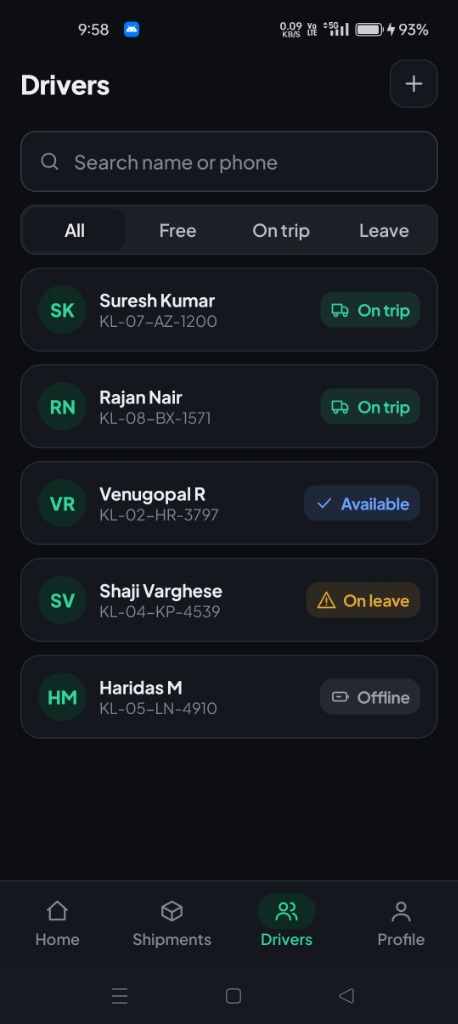 9:58
0.09 KB/S Vo LTE 5G 93%
Drivers
Search name or phone
All Free On trip Leave
SK Suresh Kumar On trip
KL-07-AZ-1200
RN Rajan Nair On trip
KL-08-BX-1571
VR Venugopal R Available
KL-02-HR-3797
SV Shaji Varghese On leave
KL-04-KP-4539
HM Haridas M Offline
KL-05-LN-4910
Home Shipments Drivers Profile